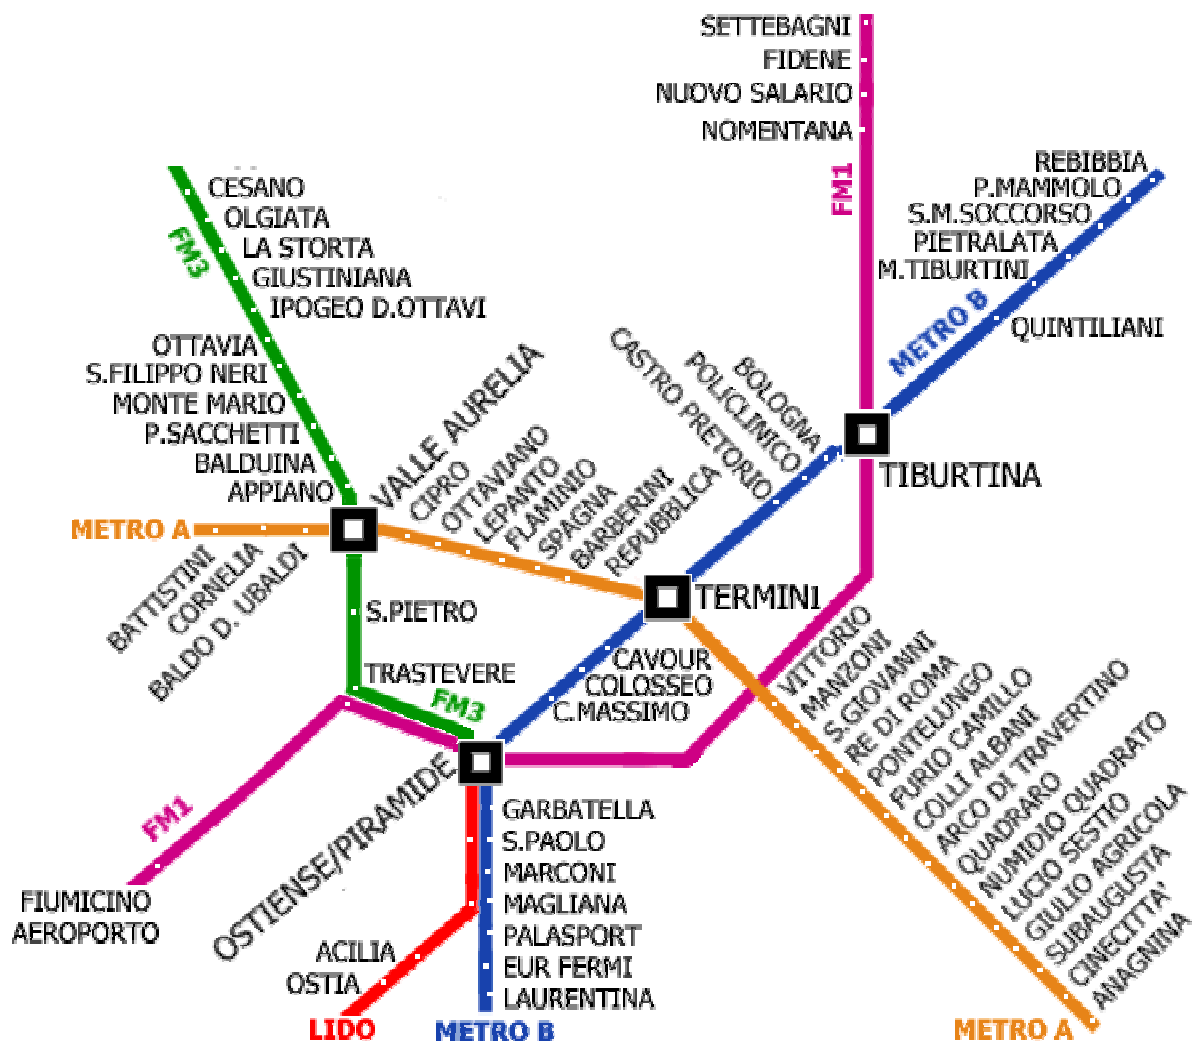 SETTEBAGNI
FIDENE
NUOVO SALARIO
NOMENTANA
FM1
REBIBBIA
P.MAMMOLO
S.M.SOCCORSO
PIETRALATA
M.TIBURTINI
METRO B
QUINTILIANI
CESANO
OLGIATA
LA STORTA
GIUSTINIANA
IPOGEO D.OTTAVI
FM3
OTTAVIA
S.FILIPPO NERI
MONTE MARIO
P.SACCHETTI
BALDUINA
APPIANO
VALLE AURELIA
CIPRO
OTTAVIANO
LEPANTO
FLAMINIO
SPAGNA
BARBERINI
REPUBBLICA
CASTRO PRETORIO
POLICLINICO
BOLOGNA
TIBURTINA
METRO A
BATTISTINI
CORNELIA
BALDO D. UBALDI
TERMINI
S.PIETRO
TRASTEVERE
FM3
CAVOUR
COLOSSEO
C.MASSIMO
VITTORIO
MANZONI
S.GIOVANNI
RE DI ROMA
PONTELUNGO
FURIO CAMILLO
COLLI ALBANI
ARCO DI TRAVERTINO
QUADRARO
NUMIDIO QUADRATO
LUCIO SESTIO
GIULIO AGRICOLA
SUBAUGUSTA
CINECITTA'
ANAGNINA
FM1
FIUMICINO
AEROPORTO
OSTIENSE/PIRAMIDE
GARBATELLA
S.PAOLO
MARCONI
MAGLIANA
PALASPORT
EUR FERMI
LAURENTINA
ACILIA
OSTIA
LIDO
METRO B
METRO A